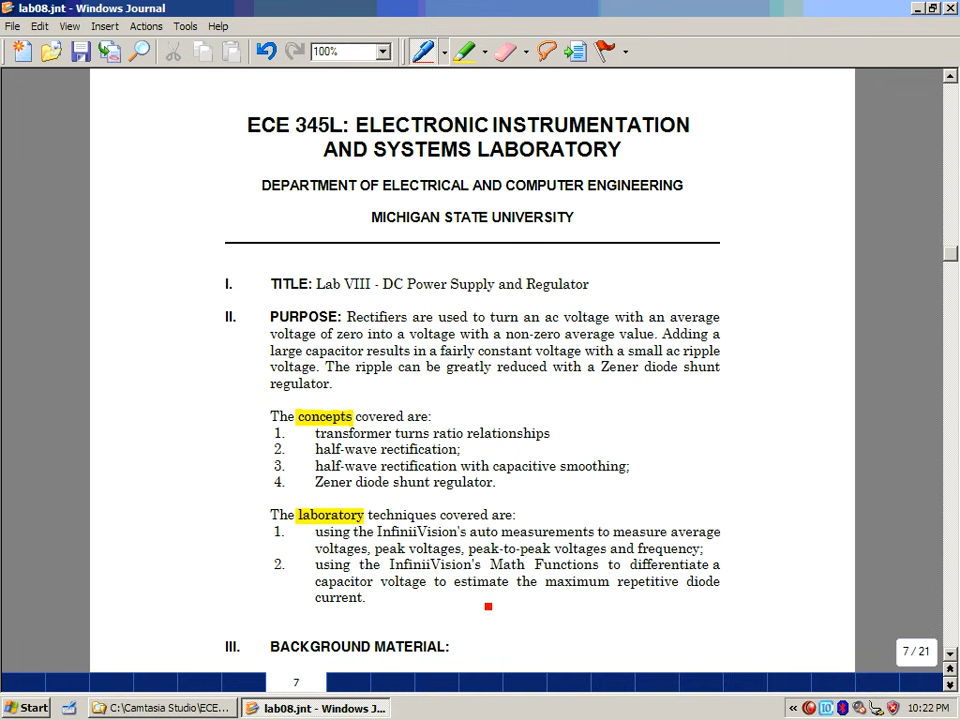 lab08.jnt - Windows Journal
File Edit View Insert Actions Tools Help
100%
ECE 345L: ELECTRONIC INSTRUMENTATION
AND SYSTEMS LABORATORY
DEPARTMENT OF ELECTRICAL AND COMPUTER ENGINEERING
MICHIGAN STATE UNIVERSITY
I. TITLE: Lab VIII - DC Power Supply and Regulator
II. PURPOSE: Rectifiers are used to turn an ac voltage with an average
voltage of zero into a voltage with a non-zero average value. Adding a
large capacitor results in a fairly constant voltage with a small ac ripple
voltage. The ripple can be greatly reduced with a Zener diode shunt
regulator.
The concepts covered are:
1. transformer turns ratio relationships
2. half-wave rectification;
3. half-wave rectification with capacitive smoothing;
4. Zener diode shunt regulator.
The laboratory techniques covered are:
1. using the InfiniiVision's auto measurements to measure average
voltages, peak voltages, peak-to-peak voltages and frequency;
2. using the InfiniiVision's Math Functions to differentiate a
capacitor voltage to estimate the maximum repetitive diode
current.
III. BACKGROUND MATERIAL:
7 / 21
7
Start C:\Camtasia Studio\ECE... lab08.jnt - Windows J... « 10:22 PM